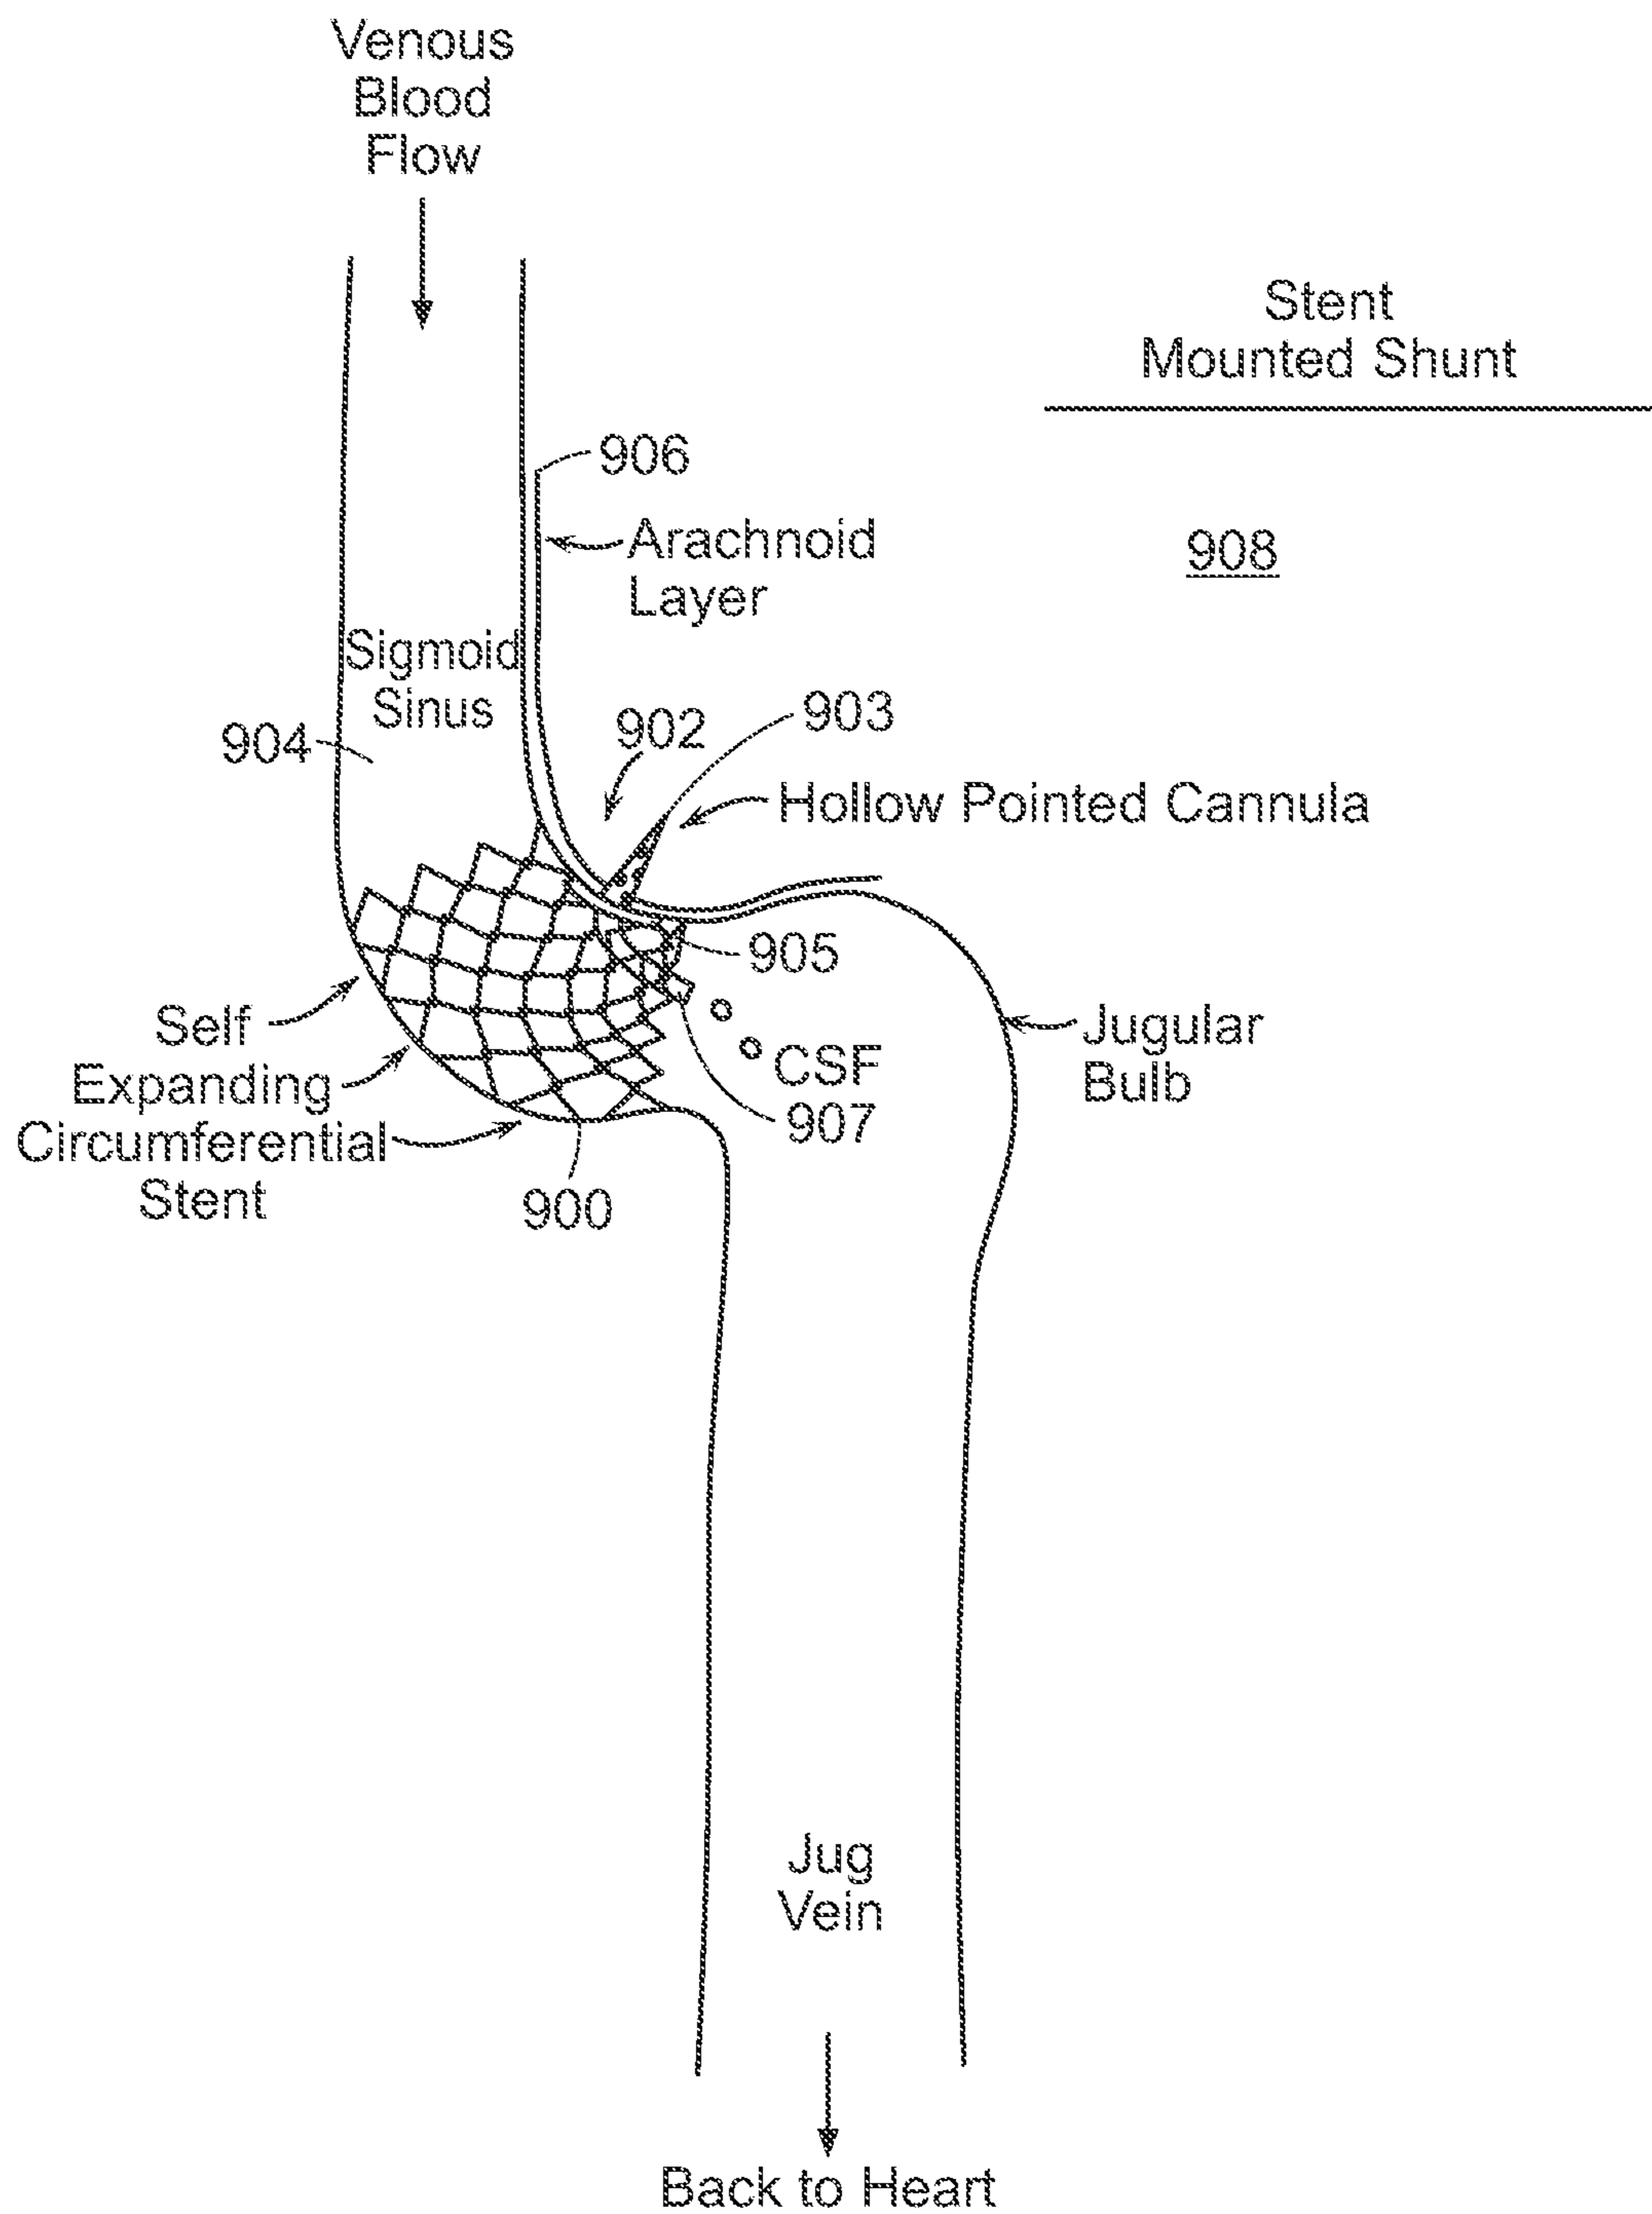 Venous
Blood
Flow
Stent
Mounted Shunt
906
Arachnoid
Layer
908
Sigmoid
Sinus
904
902
903
Hollow Pointed Cannula
905
Self
Expanding
Circumferential
Stent
CSF
907
Jugular
Bulb
900
Jug
Vein
Back to Heart